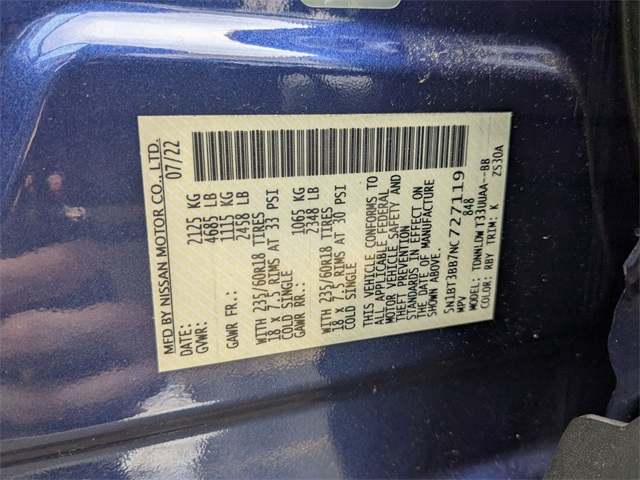 MFD BY NISSAN MOTOR CO., LTD.
DATE: 07/22
GVWR: 2125 KG
4685 LB
GAWR FR.: 1115 KG
2458 LB
WITH 235/60R18 TIRES
18 X 7.5 RIMS AT 33 PSI
COLD SINGLE
GAWR RR.: 1065 KG
2348 LB
WITH 235/60R18 TIRES
18 X 7.5 RIMS AT 30 PSI
COLD SINGLE
THIS VEHICLE CONFORMS TO
ALL APPLICABLE FEDERAL
MOTOR VEHICLE SAFETY AND
THEFT PREVENTION
STANDARDS IN EFFECT ON
THE DATE OF MANUFACTURE
SHOWN ABOVE.
5N1BT3BB7NC727119
MPV 848
MODEL: TDNNLDW T33UUAA--BB
COLOR: RBY TRIM: K ZS30A